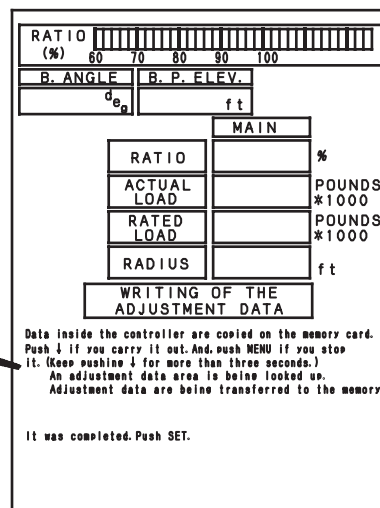 RATIO
(%) 60 70 80 90 100
B. ANGLE B. P. ELEV.
deg ft
MAIN
RATIO %
ACTUAL LOAD POUNDS *1000
RATED LOAD POUNDS *1000
RADIUS ft
WRITING OF THE
ADJUSTMENT DATA
Data inside the controller are copied on the memory card.
Push ↓ if you carry it out. And, push MENU if you stop
it. (Keep pushing ↓ for more than three seconds.)
An adjustment data area is being looked up.
Adjustment data are being transferred to the memory
It was completed. Push SET.